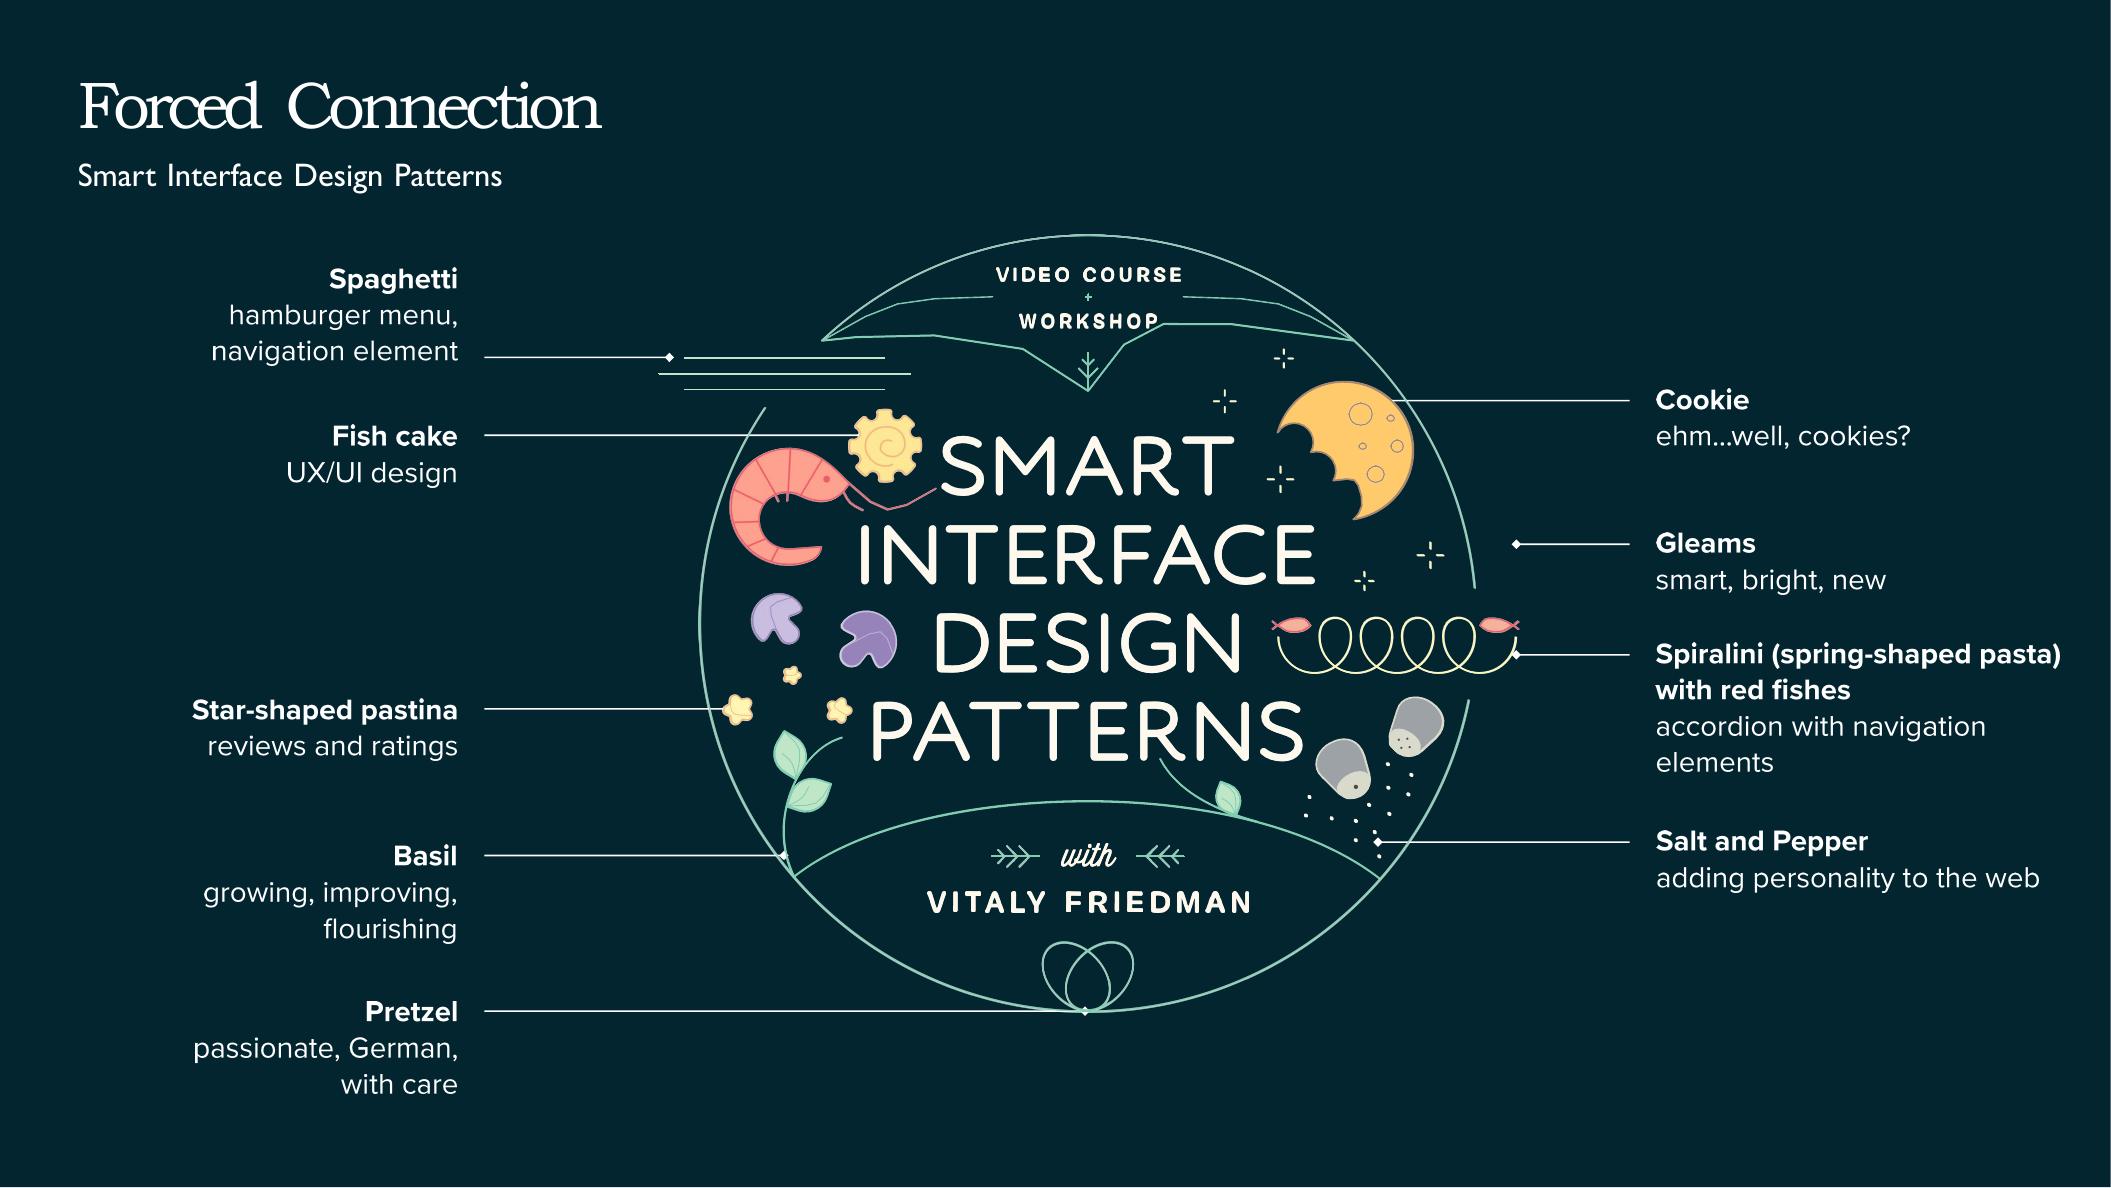 Forced Connection
Smart Interface Design Patterns
Spaghetti
hamburger menu,
navigation element
Fish cake
UX/UI design
Star-shaped pastina
reviews and ratings
Basil
growing, improving,
flourishing
Pretzel
passionate, German,
with care
VIDEO COURSE
+
WORKSHOP
SMART
INTERFACE
DESIGN
PATTERNS
with
VITALY FRIEDMAN
Cookie
ehm...well, cookies?
Gleams
smart, bright, new
Spiralini (spring-shaped pasta)
with red fishes
accordion with navigation
elements
Salt and Pepper
adding personality to the web